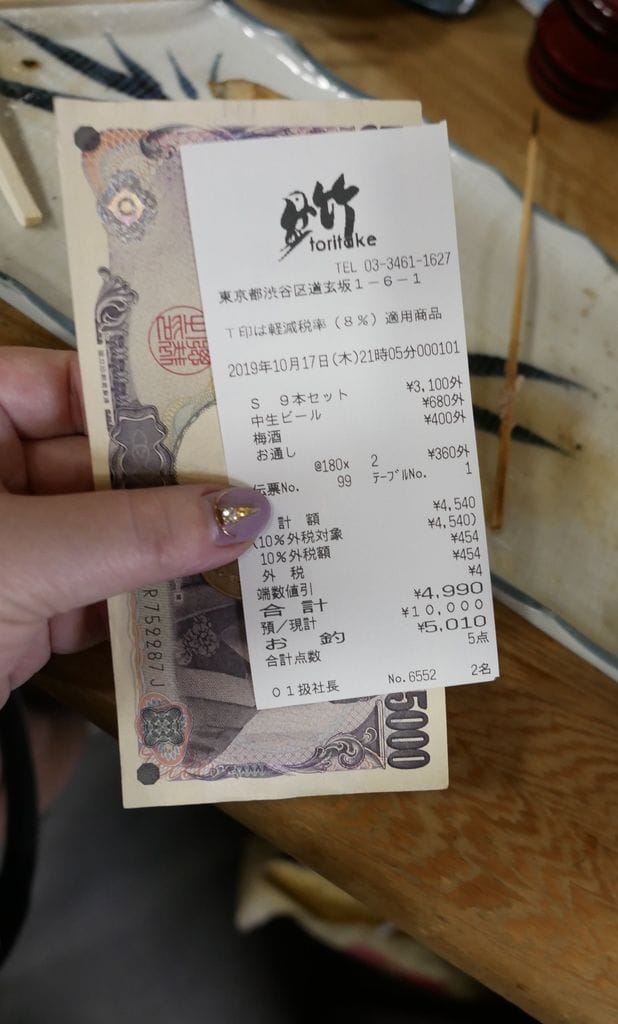 鳥竹
toritake
TEL 03-3461-1627
東京都渋谷区道玄坂1-6-1
T印は軽減税率(8%)適用商品
2019年10月17日(木)21時05分000101
S 9本セット ¥3,100外
中生ビール ¥680外
梅酒 ¥400外
お通し
@180x 2 ¥360外
伝票No. 99 テーブルNo. 1
計額 ¥4,540
(10%外税対象 ¥4,540)
10%外税額 ¥454
外税 ¥454
端数値引 ¥4
合計 ¥4,990
預/現計 ¥10,000
お釣 ¥5,010
合計点数 5点
01扱社長 No.6552 2名
R752287J
5000